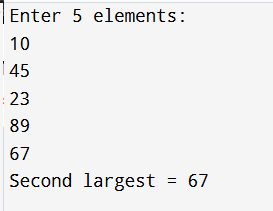 Enter 5 elements:
10
45
23
89
67
Second largest = 67